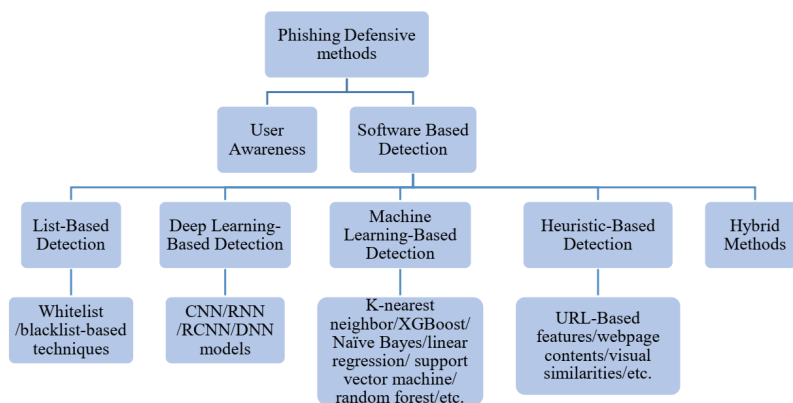 Phishing Defensive
methods
User
Awareness
Software Based
Detection
List-Based
Detection
Deep Learning-
Based Detection
Machine
Learning-Based
Detection
Heuristic-Based
Detection
Hybrid
Methods
Whitelist
/blacklist-based
techniques
CNN/RNN
/RCNN/DNN
models
K-nearest
neighbor/XGBoost/
Naïve Bayes/linear
regression/ support
vector machine/
random forest/etc.
URL-Based
features/webpage
contents/visual
similarities/etc.